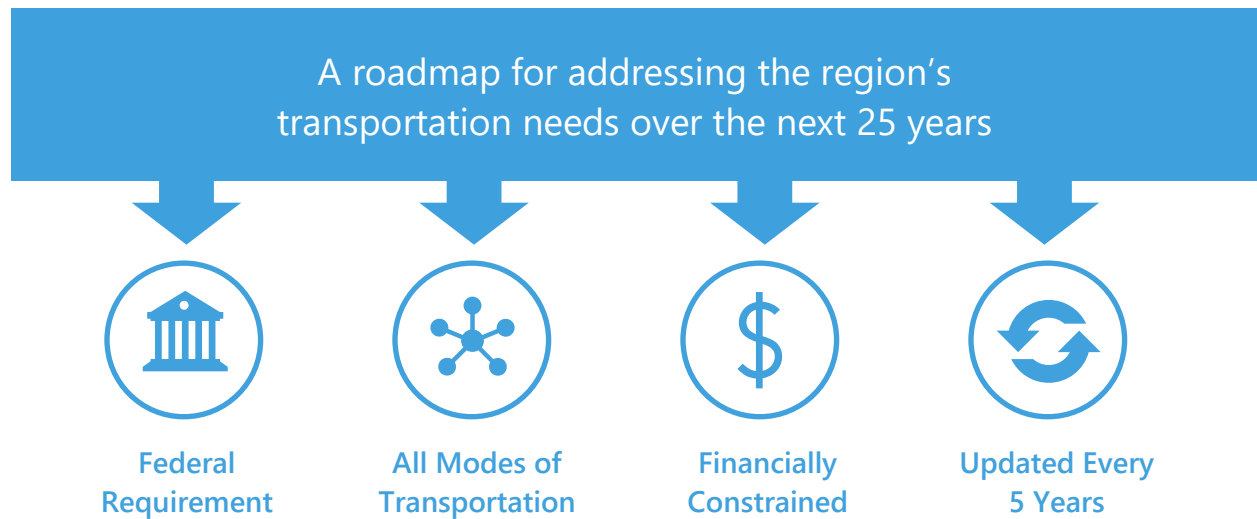 A roadmap for addressing the region’s
transportation needs over the next 25 years
Federal
Requirement
All Modes of
Transportation
Financially
Constrained
Updated Every
5 Years